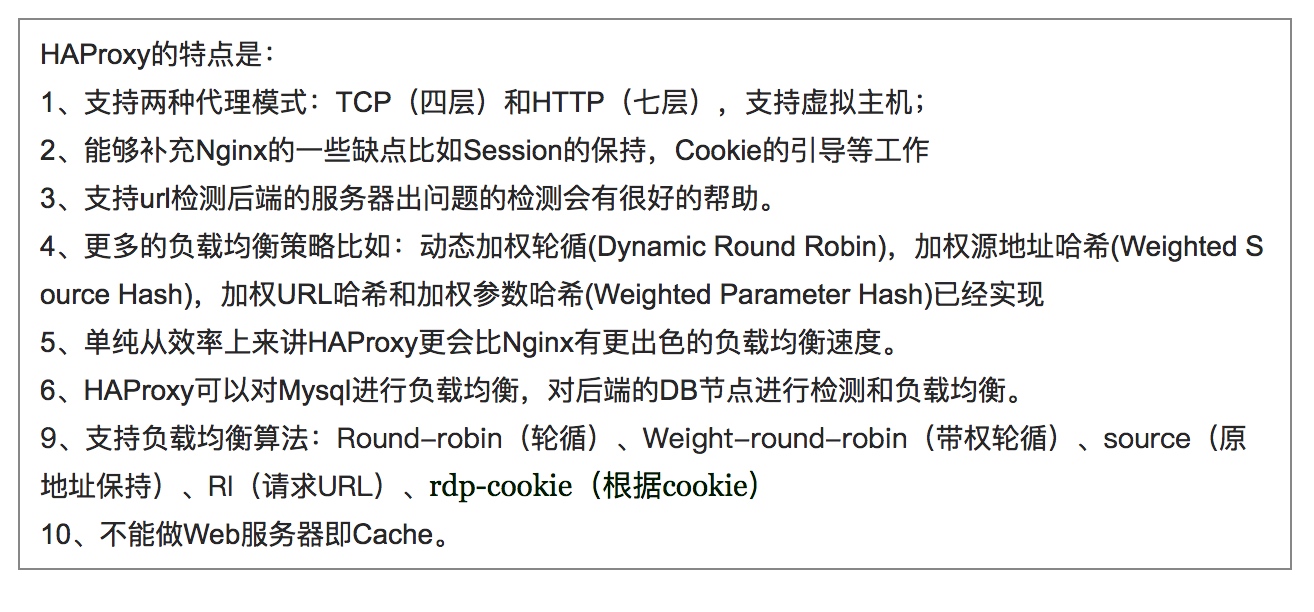 HAProxy的特点是：
1、支持两种代理模式：TCP（四层）和HTTP（七层），支持虚拟主机；
2、能够补充Nginx的一些缺点比如Session的保持，Cookie的引导等工作
3、支持url检测后端的服务器出问题的检测会有很好的帮助。
4、更多的负载均衡策略比如：动态加权轮循(Dynamic Round Robin)，加权源地址哈希(Weighted S
ource Hash)，加权URL哈希和加权参数哈希(Weighted Parameter Hash)已经实现
5、单纯从效率上来讲HAProxy更会比Nginx有更出色的负载均衡速度。
6、HAProxy可以对Mysql进行负载均衡，对后端的DB节点进行检测和负载均衡。
9、支持负载均衡算法：Round-robin（轮循）、Weight-round-robin（带权轮循）、source（原
地址保持）、RI（请求URL）、rdp-cookie（根据cookie）
10、不能做Web服务器即Cache。